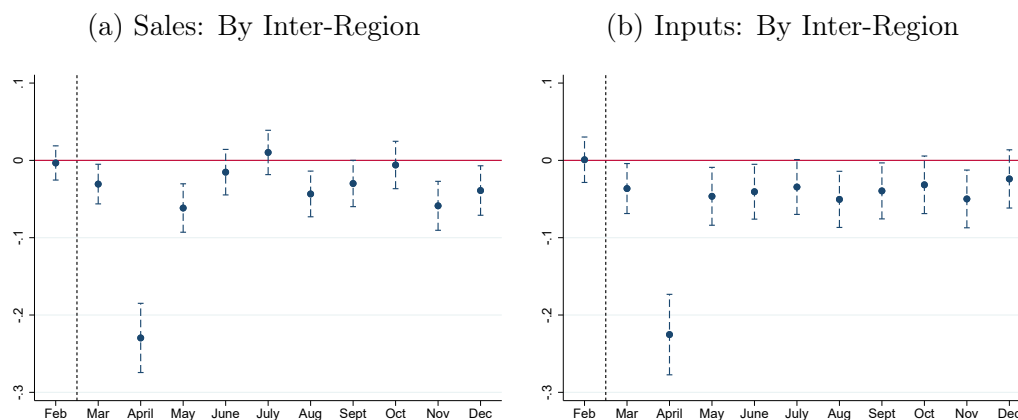 (a) Sales: By Inter-Region
.1
0
-.1
-.2
-.3
Feb Mar April May June July Aug Sept Oct Nov Dec
(b) Inputs: By Inter-Region
.1
0
-.1
-.2
-.3
Feb Mar April May June July Aug Sept Oct Nov Dec